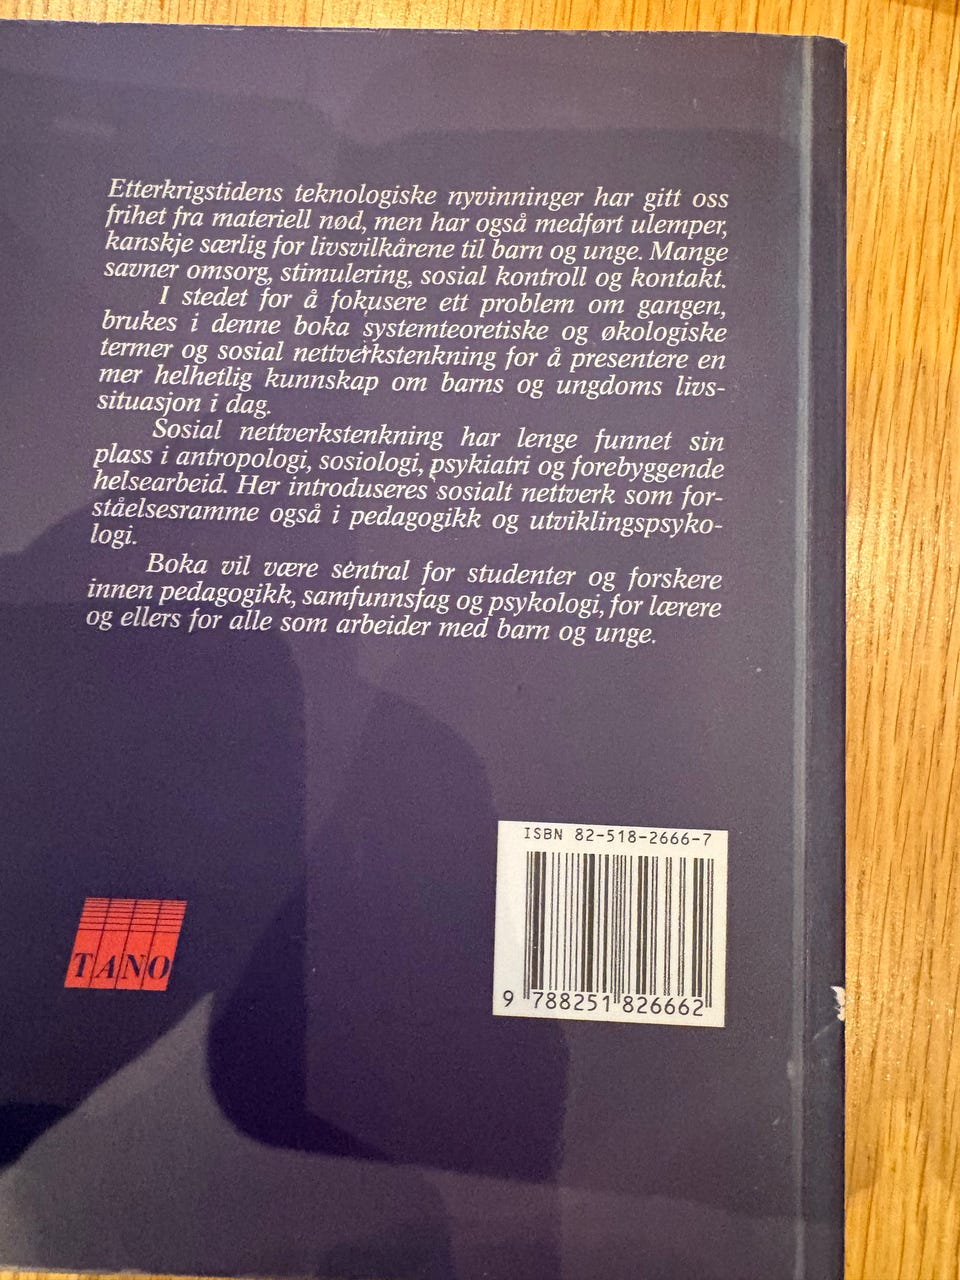 Etterkrigstidens teknologiske nyvinninger har gitt oss
frihet fra materiell nød, men har også medført ulemper,
kanskje særlig for livsvilkårene til barn og unge. Mange
savner omsorg, stimulering, sosial kontroll og kontakt.
I stedet for å fokusere ett problem om gangen,
brukes i denne boka systemteoretiske og økologiske
termer og sosial nettverkstenkning for å presentere en
mer helhetlig kunnskap om barns og ungdoms livs-
situasjon i dag.
Sosial nettverkstenkning har lenge funnet sin
plass i antropologi, sosiologi, psykiatri og forebyggende
helsearbeid. Her introduseres sosialt nettverk som for-
ståelsesramme også i pedagogikk og utviklingspsyko-
logi.
Boka vil være sentral for studenter og forskere
innen pedagogikk, samfunnsfag og psykologi, for lærere
og ellers for alle som arbeider med barn og unge.
ISBN 82-518-2666-7
9 788251 826662
TANO